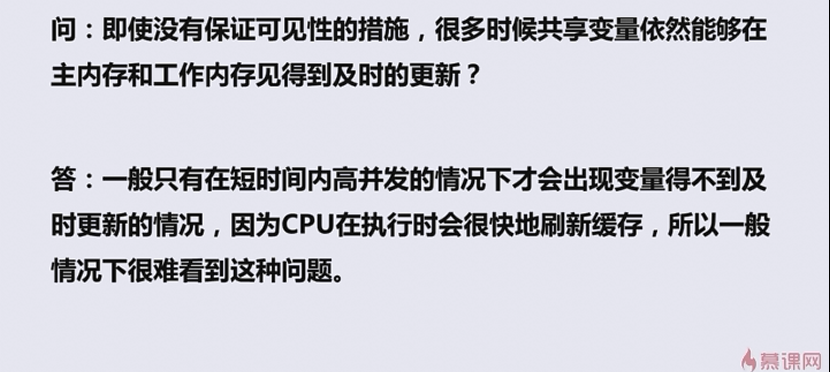 问：即使没有保证可见性的措施，很多时候共享变量依然能够在
主内存和工作内存见得到及时的更新？
答：一般只有在短时间内高并发的情况下才会出现变量得不到及
时更新的情况，因为CPU在执行时会很快地刷新缓存，所以一般
情况下很难看到这种问题。
慕课网